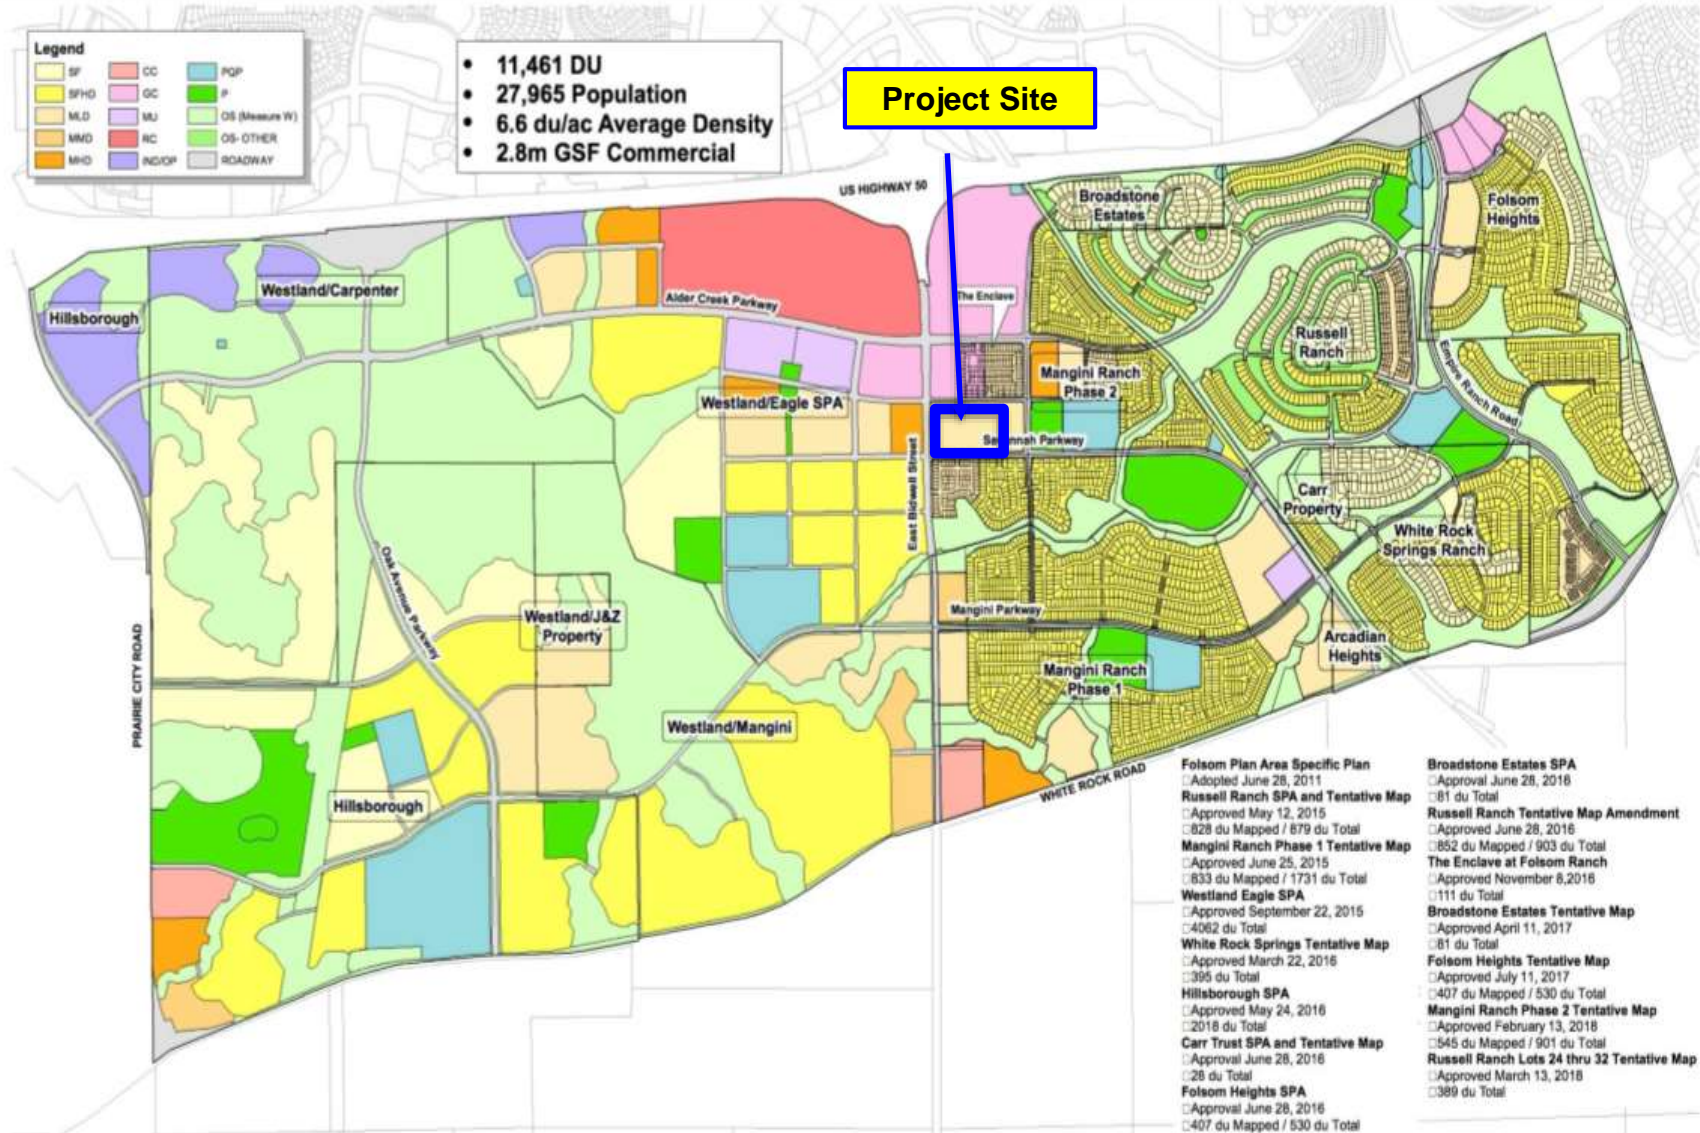 Legend
SF
SFHD
MLD
MMD
MHD
CC
GC
MU
RC
IND/OP
PQP
P
OS (Measure W)
OS- OTHER
ROADWAY
• 11,461 DU
• 27,965 Population
• 6.6 du/ac Average Density
• 2.8m GSF Commercial
Project Site
US HIGHWAY 50
Broadstone
Estates
Folsom
Heights
Westland/Carpenter
Hillsborough
Alder Creek Parkway
The Enclave
Russell
Ranch
Empire Ranch Road
Mangini Ranch
Phase 2
Westland/Eagle SPA
Savannah Parkway
East Bidwell Street
Carr
Property
White Rock
Springs Ranch
Oak Avenue Parkway
Westland/J&Z
Property
Mangini Parkway
Arcadian
Heights
PRAIRIE CITY ROAD
Mangini Ranch
Phase 1
Westland/Mangini
Hillsborough
WHITE ROCK ROAD
Folsom Plan Area Specific Plan
□Adopted June 28, 2011
Russell Ranch SPA and Tentative Map
□Approved May 12, 2015
□828 du Mapped / 879 du Total
Mangini Ranch Phase 1 Tentative Map
□Approved June 25, 2015
□833 du Mapped / 1731 du Total
Westland Eagle SPA
□Approved September 22, 2015
□4062 du Total
White Rock Springs Tentative Map
□Approved March 22, 2016
□395 du Total
Hillsborough SPA
□Approved May 24, 2016
□2018 du Total
Carr Trust SPA and Tentative Map
□Approval June 28, 2016
□28 du Total
Folsom Heights SPA
□Approval June 28, 2016
□407 du Mapped / 530 du Total
Broadstone Estates SPA
□Approval June 28, 2016
□81 du Total
Russell Ranch Tentative Map Amendment
□Approved June 28, 2016
□852 du Mapped / 903 du Total
The Enclave at Folsom Ranch
□Approved November 8,2016
□111 du Total
Broadstone Estates Tentative Map
□Approved April 11, 2017
□81 du Total
Folsom Heights Tentative Map
□Approved July 11, 2017
□407 du Mapped / 530 du Total
Mangini Ranch Phase 2 Tentative Map
□Approved February 13, 2018
□545 du Mapped / 901 du Total
Russell Ranch Lots 24 thru 32 Tentative Map
□Approved March 13, 2018
□389 du Total